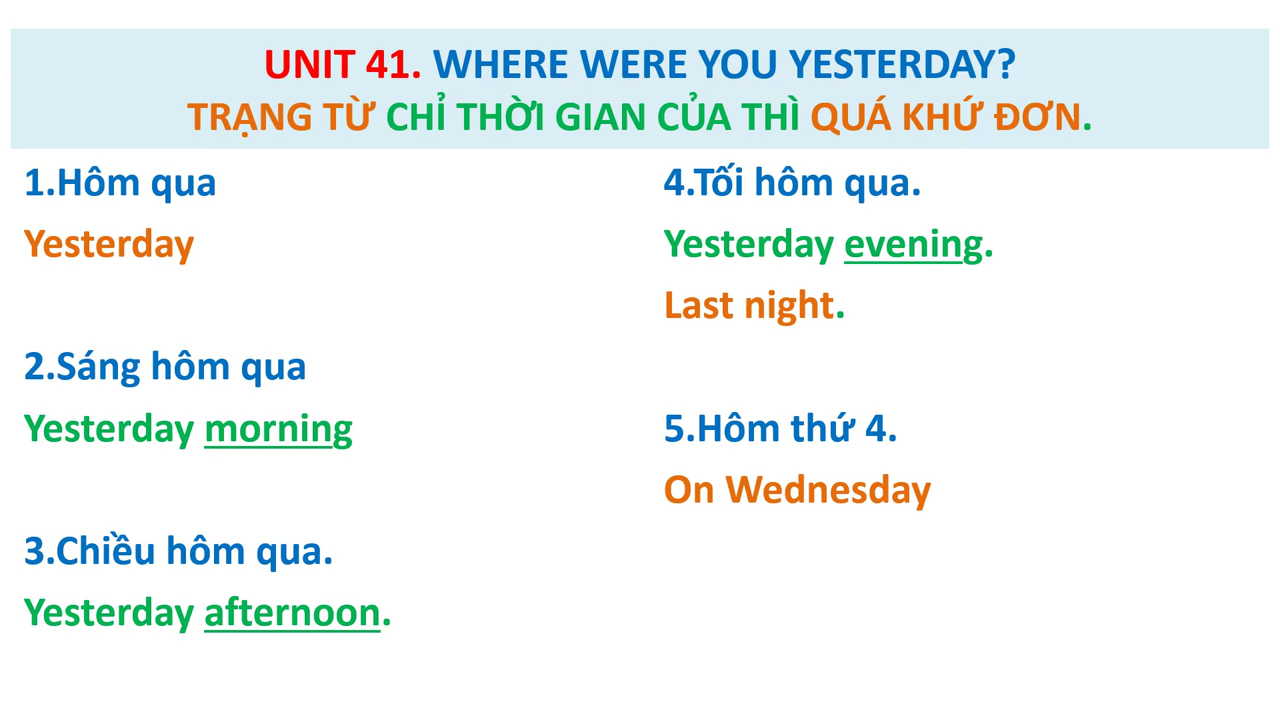 UNIT 41. WHERE WERE YOU YESTERDAY?
TRẠNG TỪ CHỈ THỜI GIAN CỦA THÌ QUÁ KHỨ ĐƠN.
1.Hôm qua
Yesterday
2.Sáng hôm qua
Yesterday morning
3.Chiều hôm qua.
Yesterday afternoon.
4.Tối hôm qua.
Yesterday evening.
Last night.
5.Hôm thứ 4.
On Wednesday